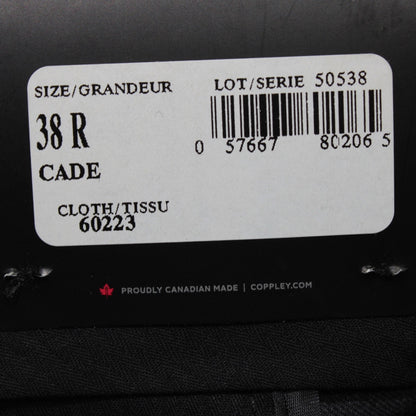 SIZE/GRANDEUR
LOT/SERIE 50538
38 R
0 57667 80206 5
CADE
CLOTH/TISSU
60223
PROUDLY CANADIAN MADE | COPPLEY.COM